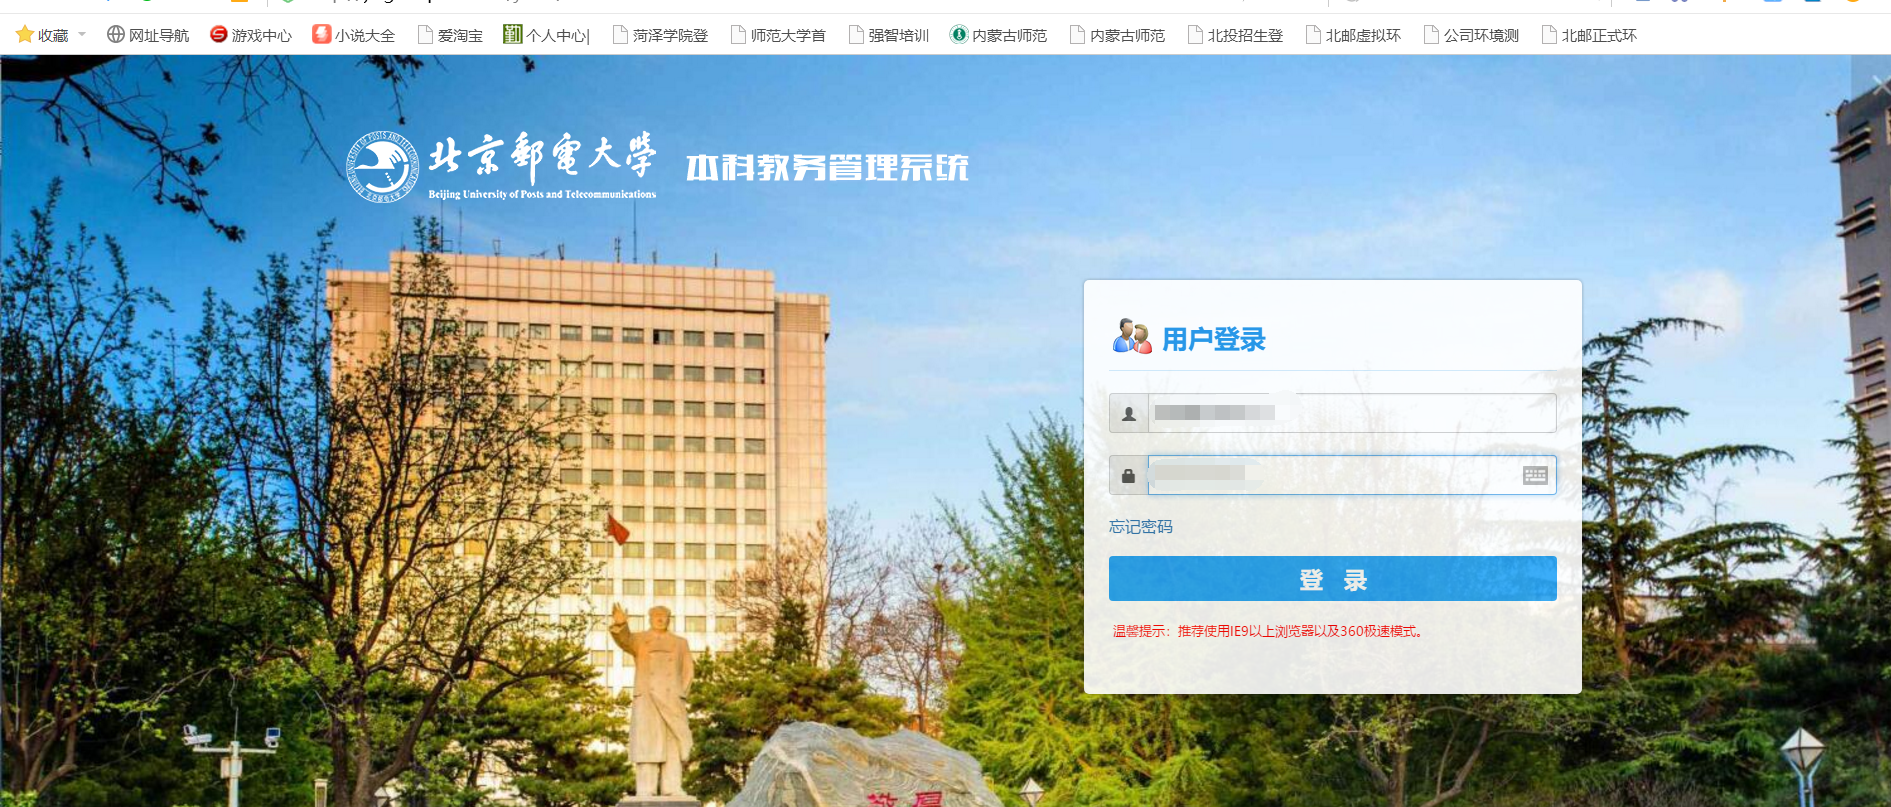 收藏 网址导航 游戏中心 小说大全 爱淘宝 勤 个人中心| 菏泽学院登 师范大学首 强智培训 内蒙古师范 内蒙古师范 北投招生登 北邮虚拟环 公司环境测 北邮正式环
北京郵電大學 本科教务管理系统
Beijing University of Posts and Telecommunications
用户登录
忘记密码
登 录
温馨提示：推荐使用IE9以上浏览器以及360极速模式。